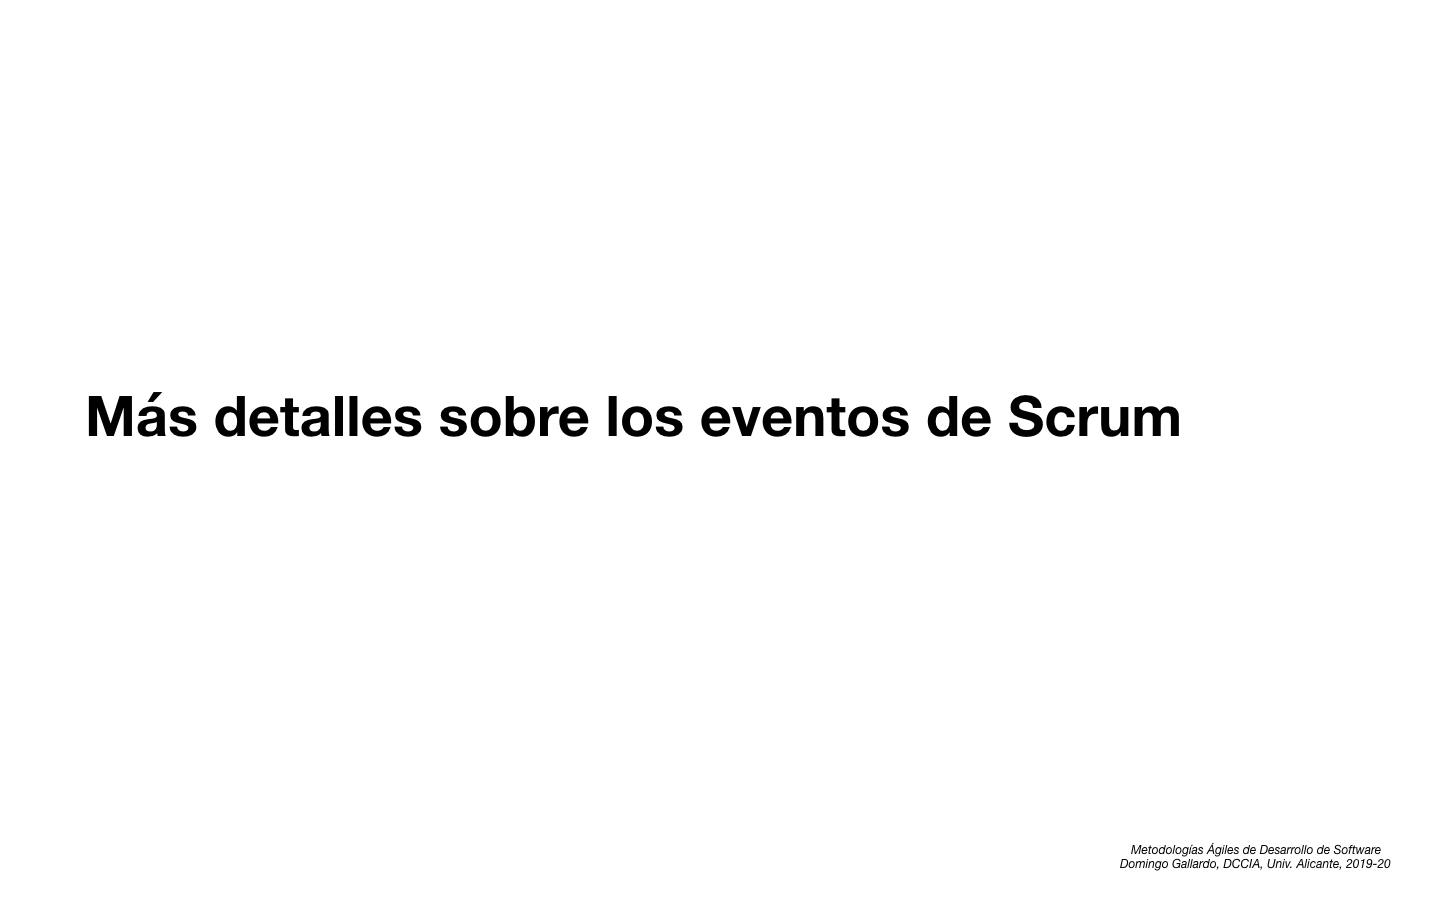 Más detalles sobre los eventos de Scrum
Metodologías Ágiles de Desarrollo de Software
Domingo Gallardo, DCCIA, Univ. Alicante, 2019-20